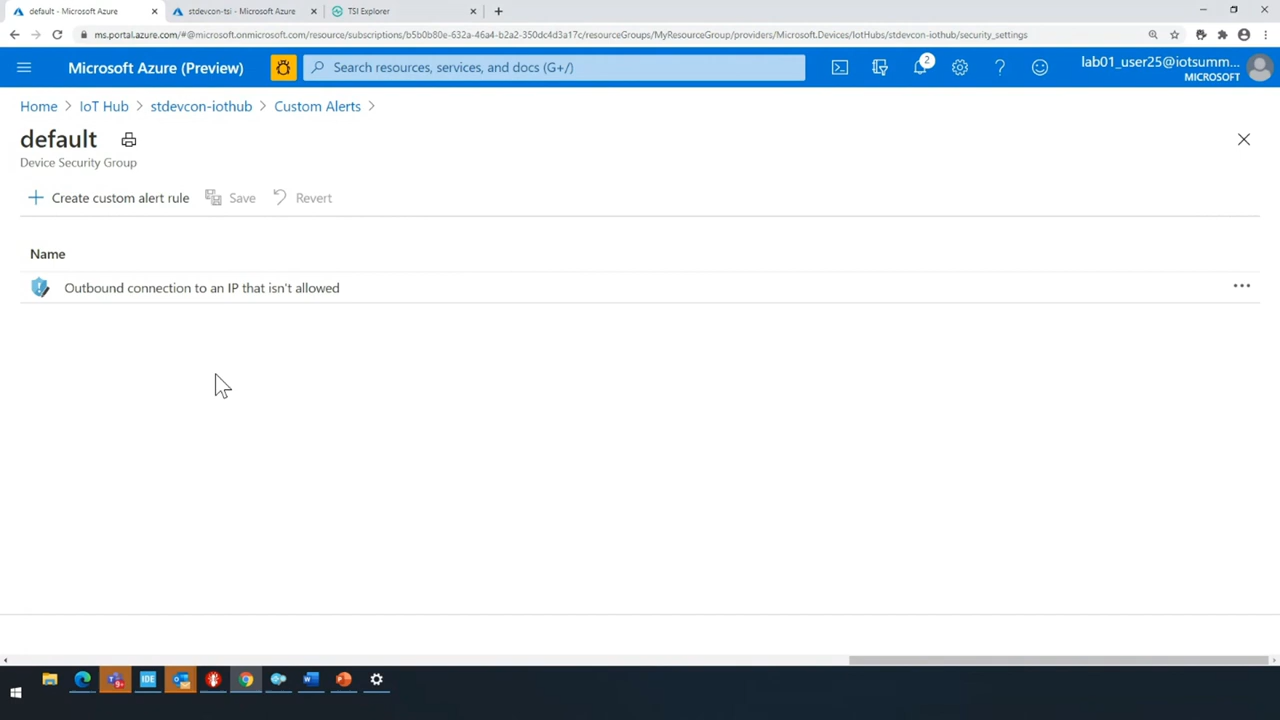 default - Microsoft Azure
stdevcon-tsi - Microsoft Azure
TSI Explorer
ms.portal.azure.com/#@microsoft.onmicrosoft.com/resource/subscriptions/b5b0b80e-632a-46a4-b2a2-350dc4d3a17c/resourceGroups/MyResourceGroup/providers/Microsoft.Devices/IotHubs/stdevcon-iothub/security_settings
Microsoft Azure (Preview)
Search resources, services, and docs (G+/)
2
lab01_user25@iotsumm...
MICROSOFT
Home > IoT Hub > stdevcon-iothub > Custom Alerts >
default
Device Security Group
+ Create custom alert rule
Save
Revert
Name
Outbound connection to an IP that isn't allowed
9+
IDE